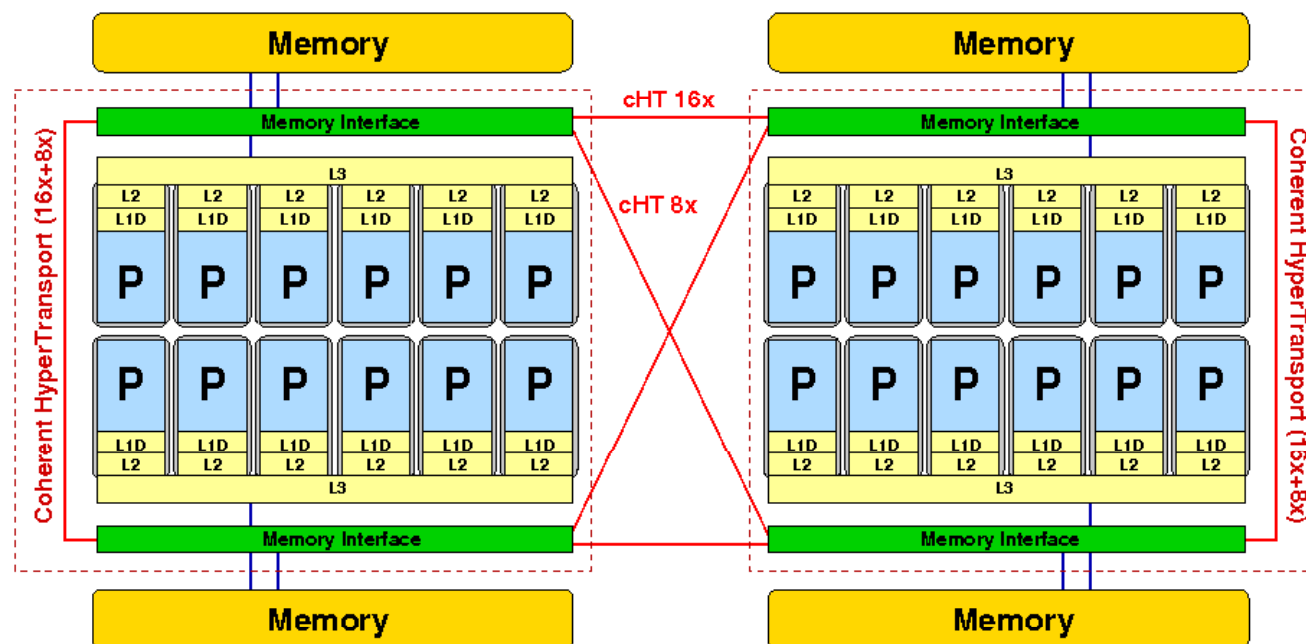 Memory
Memory
cHT 16x
Memory Interface
Memory Interface
Coherent HyperTransport (16x+8x)
Coherent HyperTransport (16x+8x)
L3
L3
L2 L2 L2 L2 L2 L2
L2 L2 L2 L2 L2 L2
L1D L1D L1D L1D L1D L1D
L1D L1D L1D L1D L1D L1D
cHT 8x
P P P P P P
P P P P P P
P P P P P P
P P P P P P
L1D L1D L1D L1D L1D L1D
L1D L1D L1D L1D L1D L1D
L2 L2 L2 L2 L2 L2
L2 L2 L2 L2 L2 L2
L3
L3
Memory Interface
Memory Interface
Memory
Memory